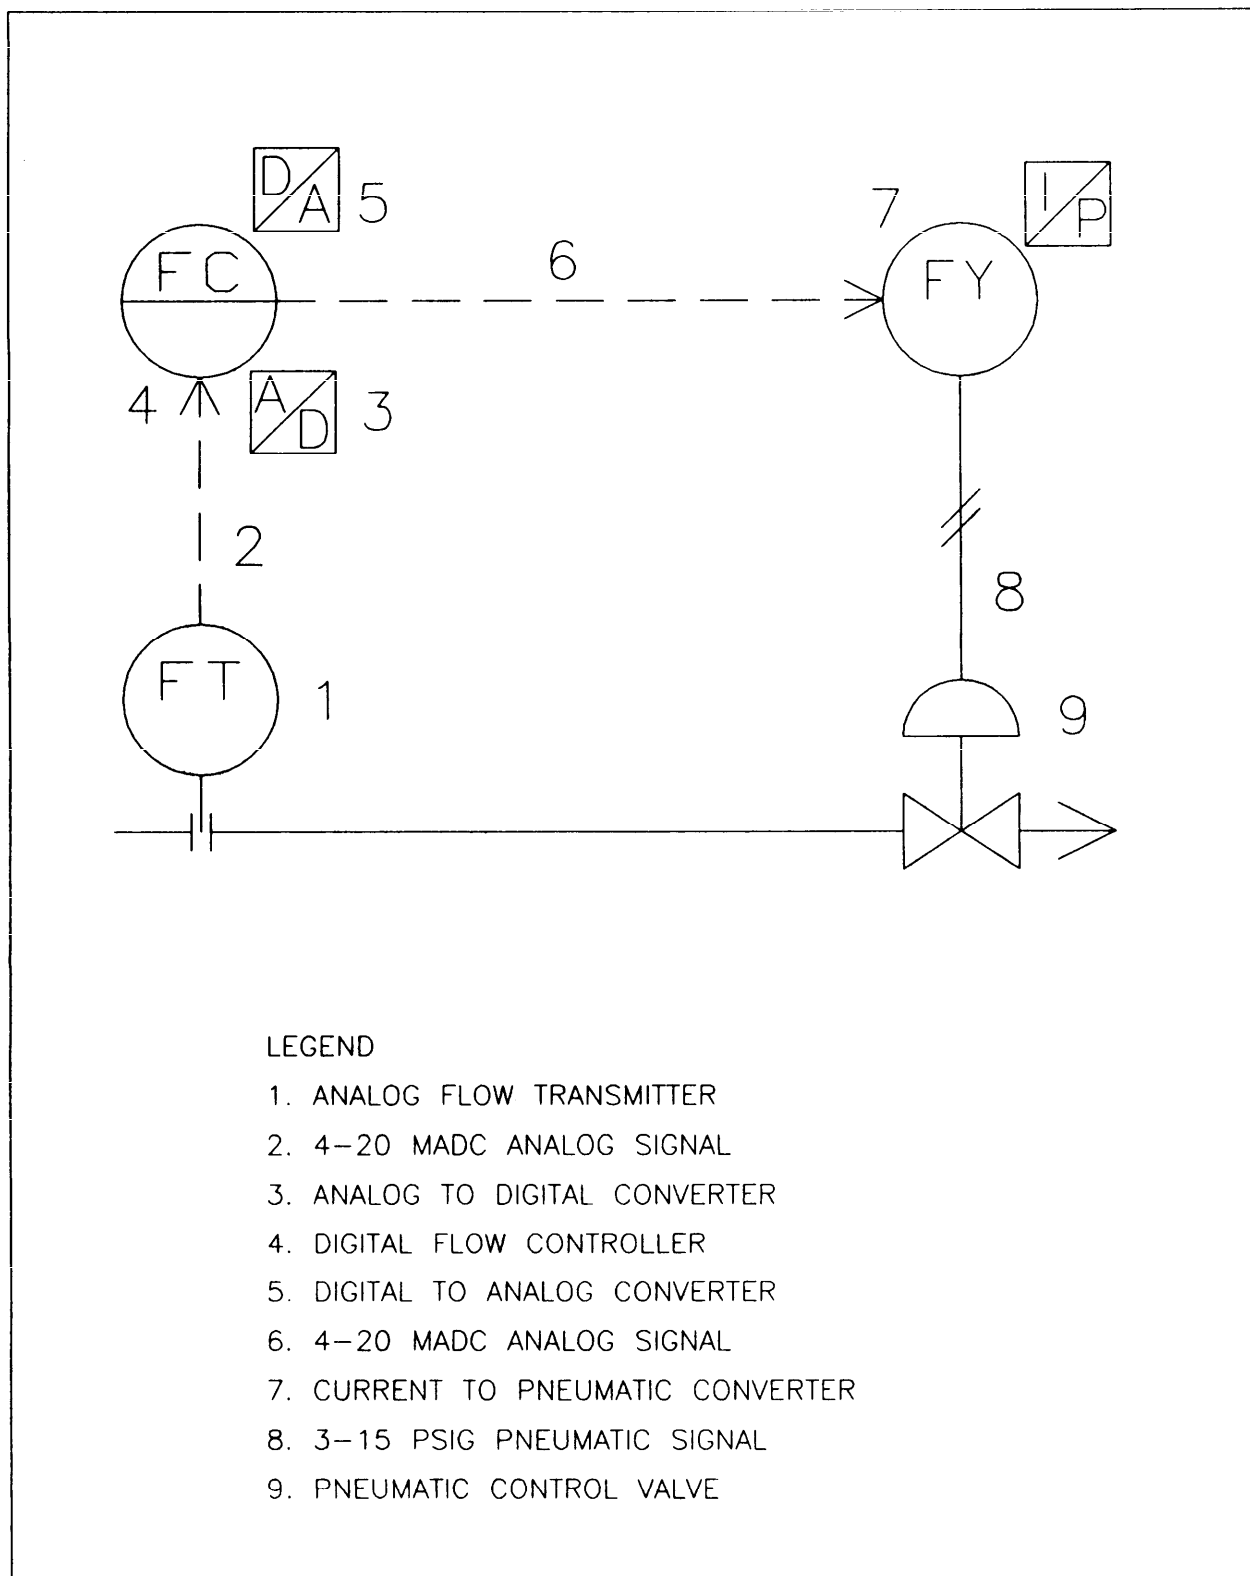 D/A 5
I/P
7
FC
6
FY
4
A/D 3
2
8
FT
1
9
LEGEND
1. ANALOG FLOW TRANSMITTER
2. 4-20 MADC ANALOG SIGNAL
3. ANALOG TO DIGITAL CONVERTER
4. DIGITAL FLOW CONTROLLER
5. DIGITAL TO ANALOG CONVERTER
6. 4-20 MADC ANALOG SIGNAL
7. CURRENT TO PNEUMATIC CONVERTER
8. 3-15 PSIG PNEUMATIC SIGNAL
9. PNEUMATIC CONTROL VALVE